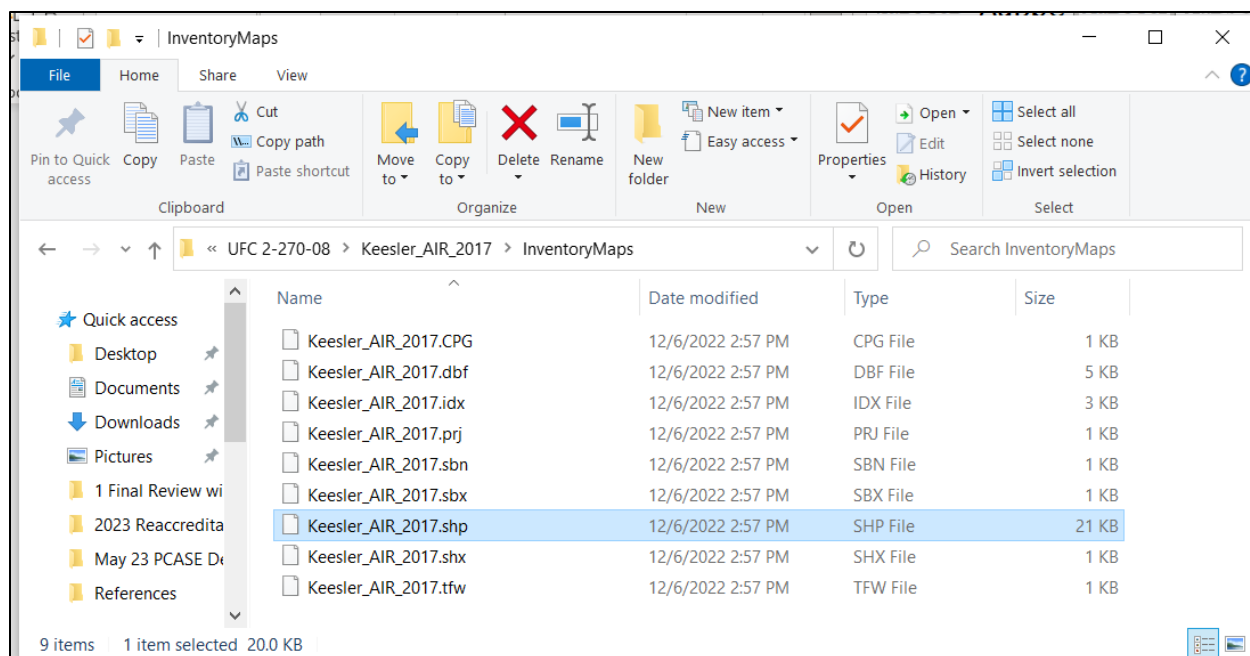 InventoryMaps
File Home Share View
Pin to Quick access
Copy
Paste
Cut
Copy path
Paste shortcut
Clipboard
Move to
Copy to
Delete
Rename
Organize
New folder
New item
Easy access
New
Properties
Open
Edit
History
Open
Select all
Select none
Invert selection
Select
« UFC 2-270-08 > Keesler_AIR_2017 > InventoryMaps
Search InventoryMaps
Quick access
Desktop
Documents
Downloads
Pictures
1 Final Review wi
2023 Reaccredita
May 23 PCASE De
References
Name Date modified Type Size
Keesler_AIR_2017.CPG 12/6/2022 2:57 PM CPG File 1 KB
Keesler_AIR_2017.dbf 12/6/2022 2:57 PM DBF File 5 KB
Keesler_AIR_2017.idx 12/6/2022 2:57 PM IDX File 3 KB
Keesler_AIR_2017.prj 12/6/2022 2:57 PM PRJ File 1 KB
Keesler_AIR_2017.sbn 12/6/2022 2:57 PM SBN File 1 KB
Keesler_AIR_2017.sbx 12/6/2022 2:57 PM SBX File 1 KB
Keesler_AIR_2017.shp 12/6/2022 2:57 PM SHP File 21 KB
Keesler_AIR_2017.shx 12/6/2022 2:57 PM SHX File 1 KB
Keesler_AIR_2017.tfw 12/6/2022 2:57 PM TFW File 1 KB
9 items 1 item selected 20.0 KB